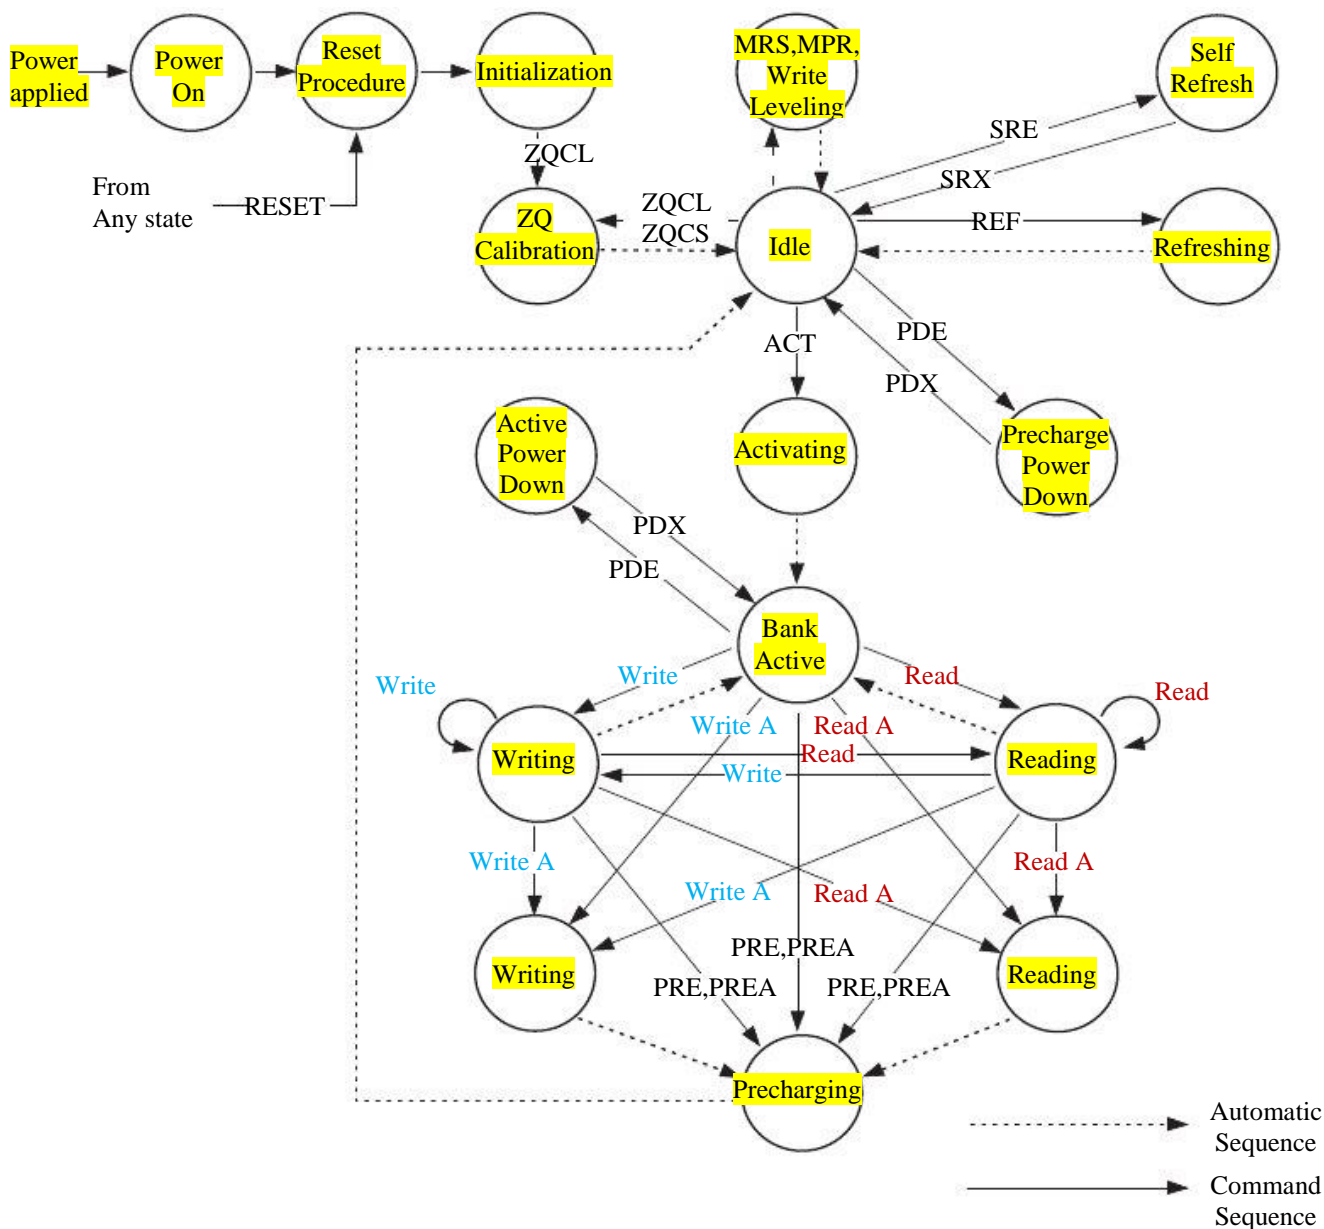 Power
applied
Power
On
Reset
Procedure
Initialization
MRS,MPR,
Write
Leveling
Self
Refresh
ZQCL
SRE
SRX
From
Any state
RESET
ZQ
Calibration
ZQCL
ZQCS
Idle
REF
Refreshing
ACT
PDE
PDX
Active
Power
Down
Activating
Precharge
Power
Down
PDX
PDE
Bank
Active
Write
Write
Read
Read
Write A
Read A
Writing
Read
Write
Reading
Write A
Read A
Write A
Read A
PRE,PREA
Writing
Reading
PRE,PREA
PRE,PREA
Precharging
Automatic
Sequence
Command
Sequence